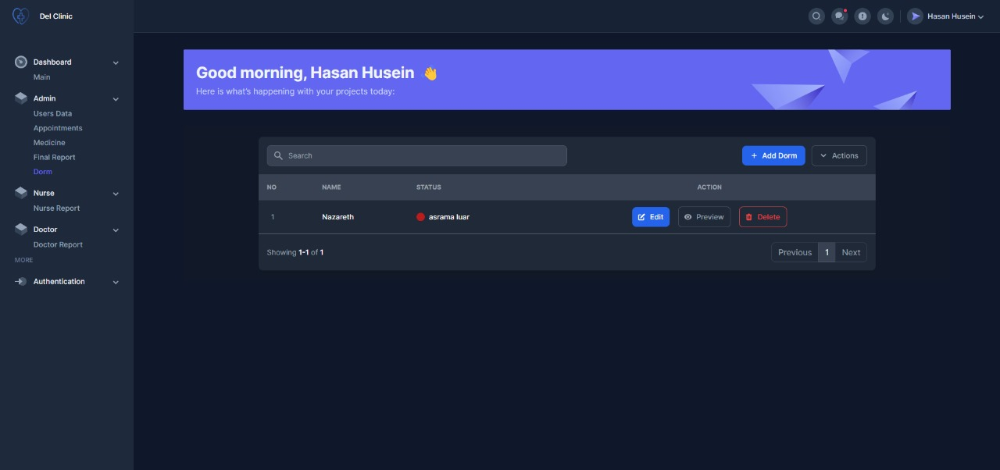 Del Clinic
Hasan Husein
Dashboard
Main
Admin
Users Data
Appointments
Medicine
Final Report
Dorm
Nurse
Nurse Report
Doctor
Doctor Report
MORE
Authentication
Good morning, Hasan Husein 👋
Here is what's happening with your projects today:
Search
+ Add Dorm
Actions
NO NAME STATUS ACTION
1 Nazareth asrama luar Edit Preview Delete
Showing 1-1 of 1
Previous 1 Next